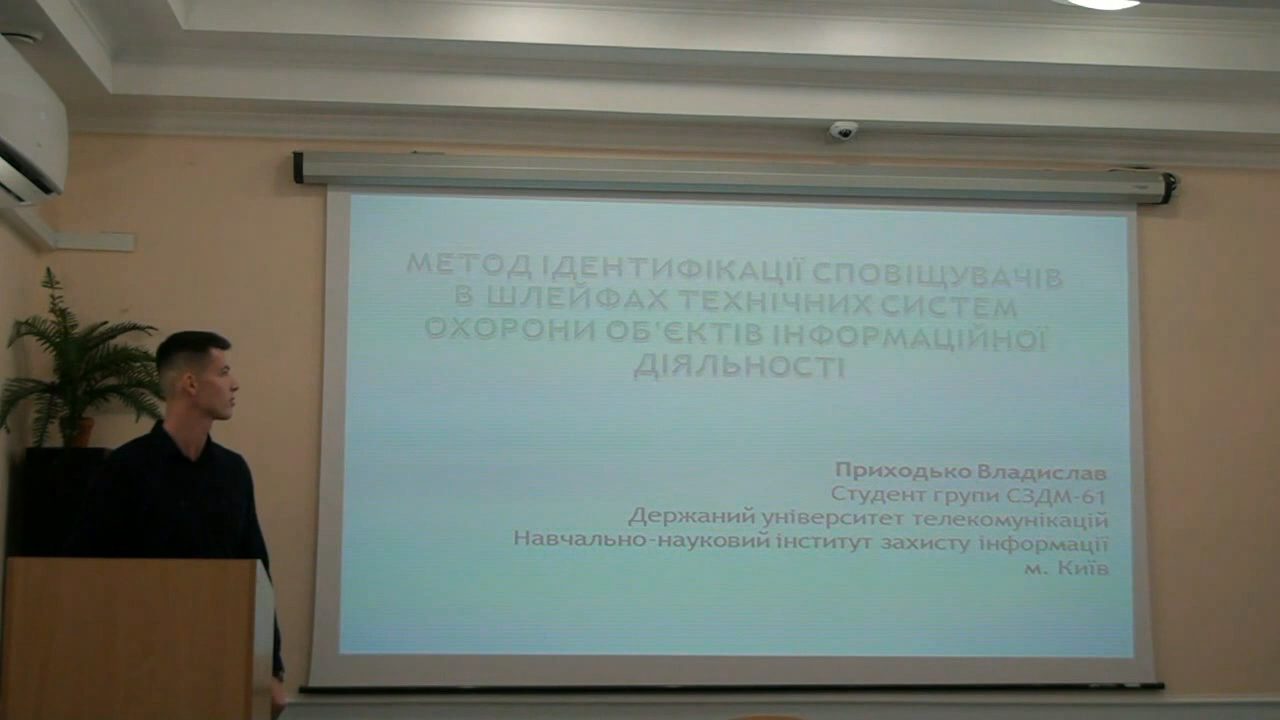 МЕТОД ІДЕНТИФІКАЦІЇ СПОВІЩУВАЧІВ
В ШЛЕЙФАХ ТЕХНІЧНИХ СИСТЕМ
ОХОРОНИ ОБ'ЄКТІВ ІНФОРМАЦІЙНОЇ
ДІЯЛЬНОСТІ
Приходько Владислав
Студент групи СЗДМ-61
Держаний університет телекомунікацій
Навчально-науковий інститут захисту інформації
м. Київ